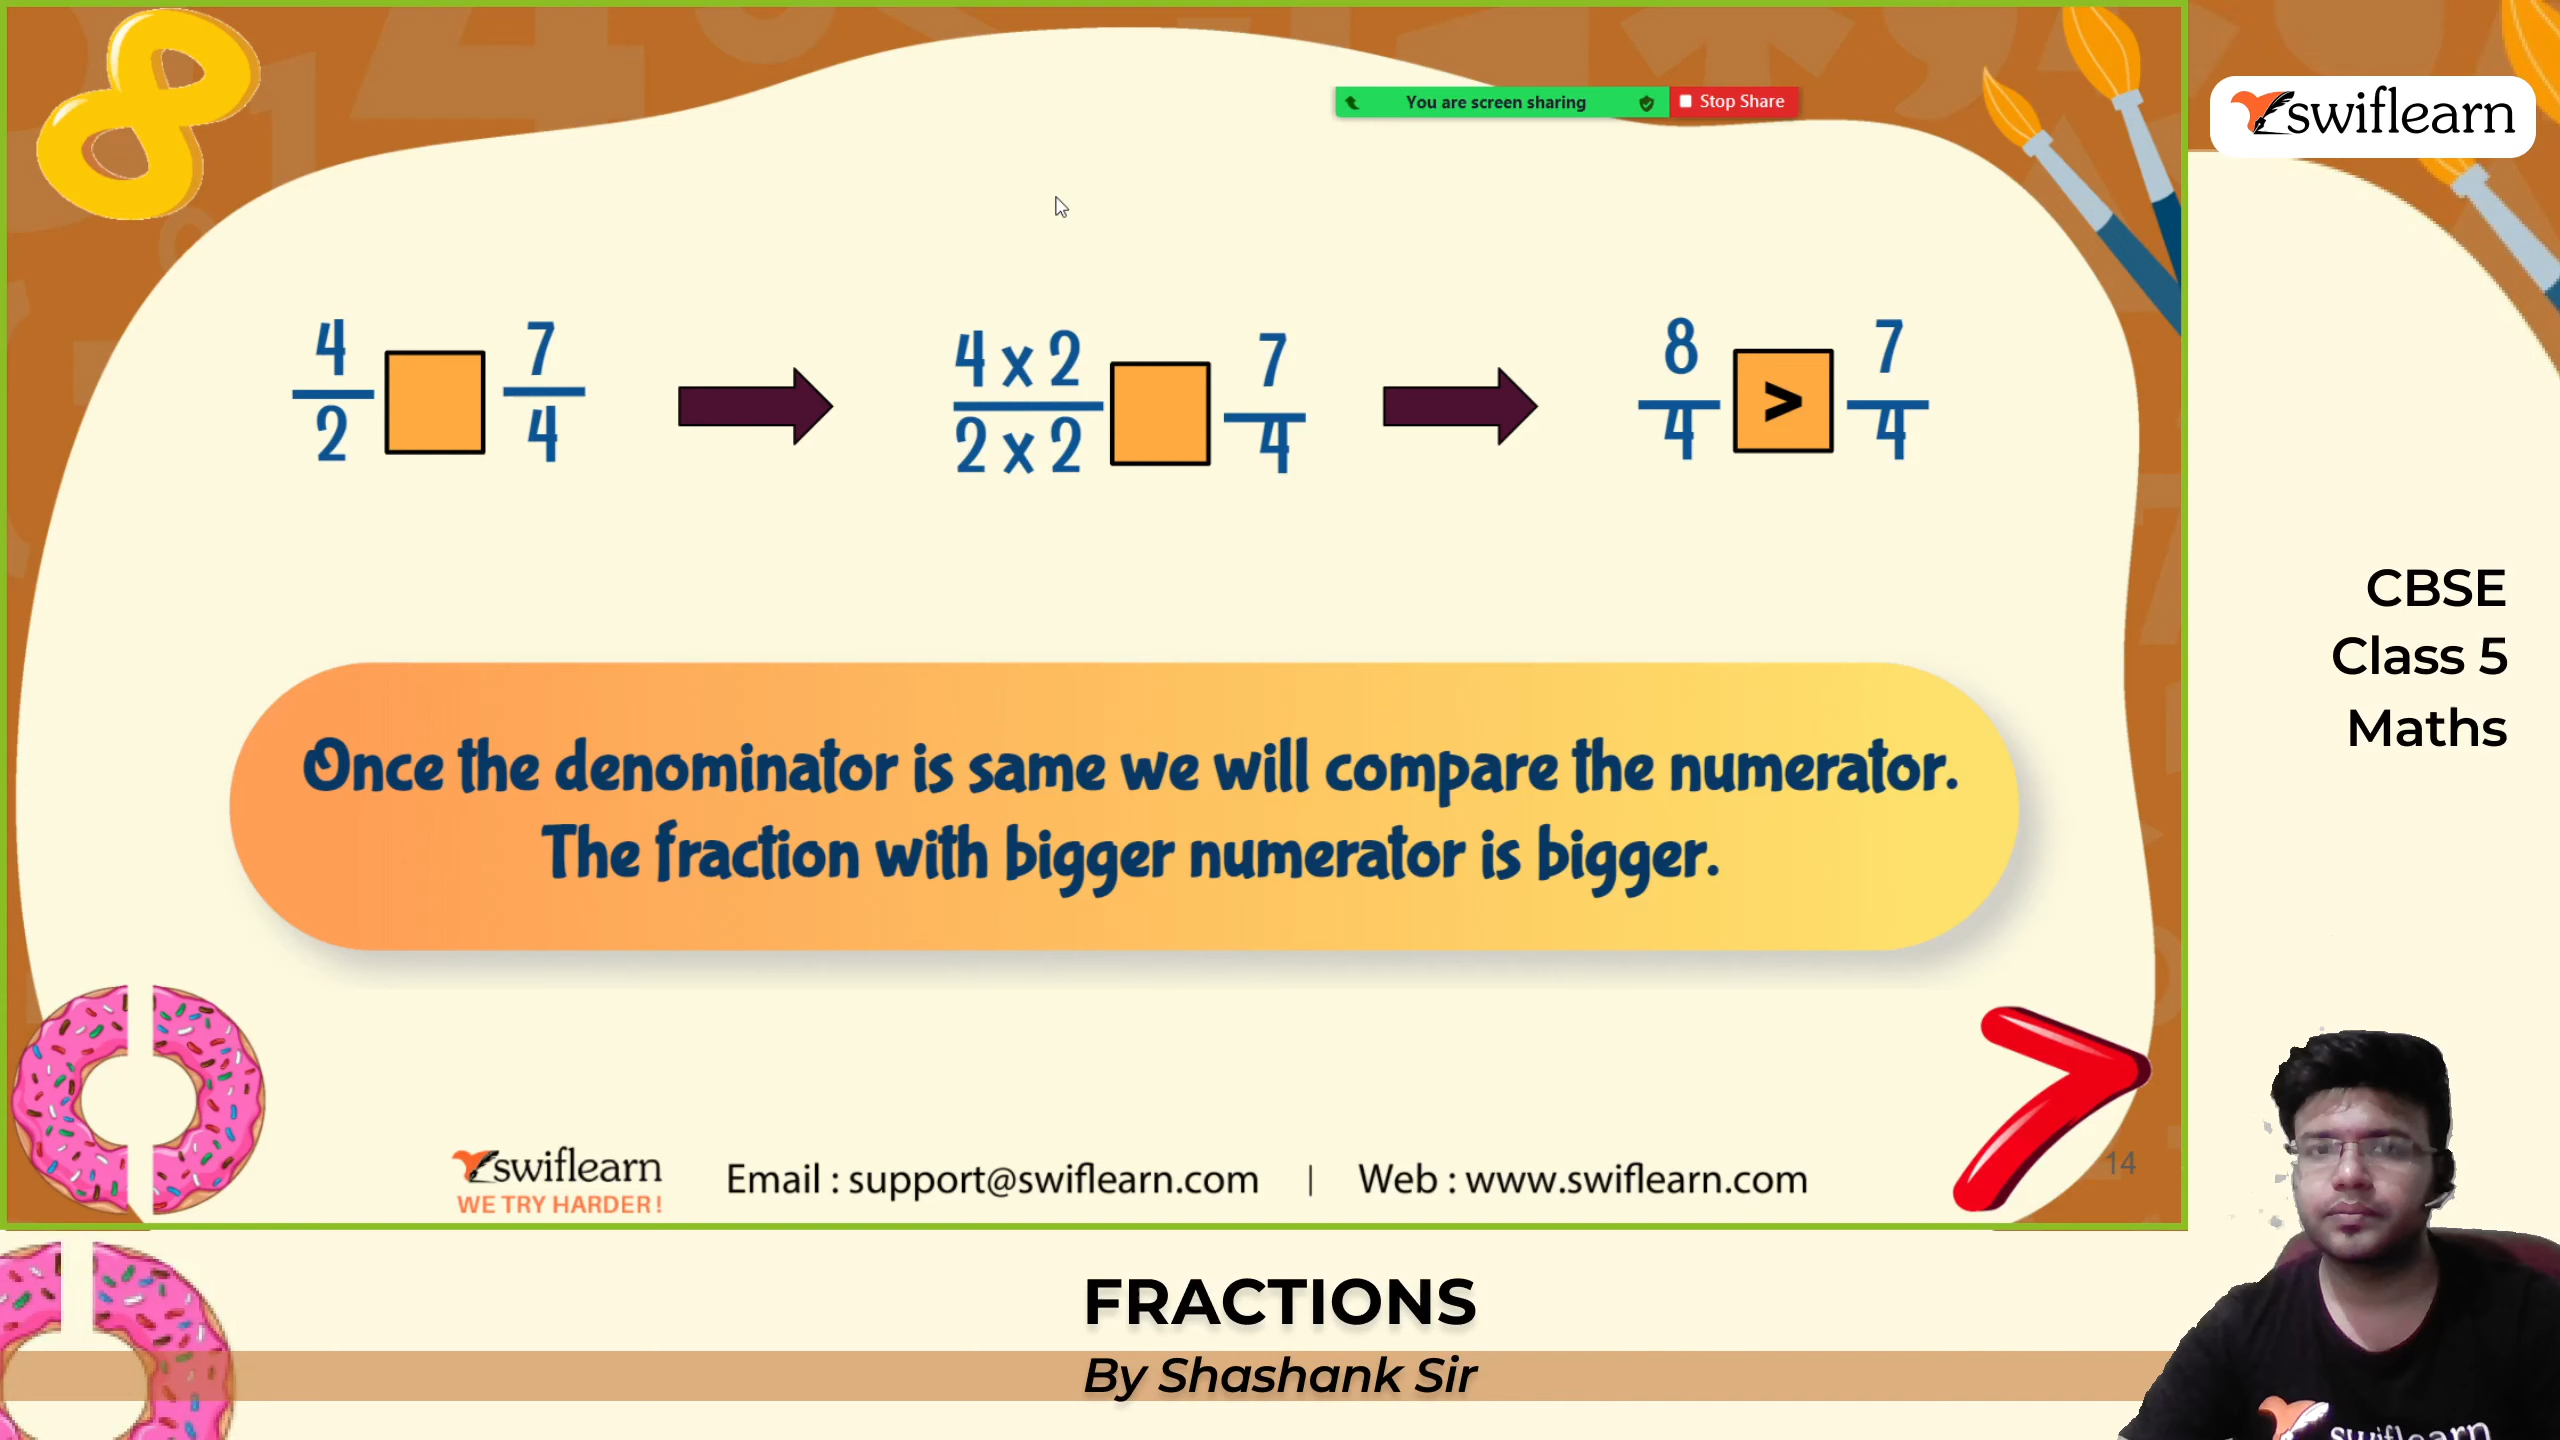 You are screen sharing Stop Share
swiflearn
4/2 7/4
4 x 2/2 x 2 7/4
8/4 > 7/4
Once the denominator is same we will compare the numerator.
The fraction with bigger numerator is bigger.
CBSE
Class 5
Maths
swiflearn
WE TRY HARDER!
Email : support@swiflearn.com | Web : www.swiflearn.com
14
FRACTIONS
By Shashank Sir
swiflearn